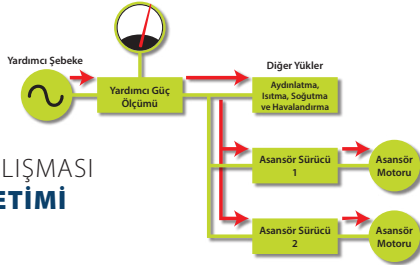 Yardımcı Şebeke
Yardımcı Güç
Ölçümü
Diğer Yükler
Aydınlatma,
Isıtma, Soğutma
ve Havalandırma
Asansör Sürücü
1
Asansör
Motoru
Asansör Sürücü
2
Asansör
Motoru
LIŞMASI
ETİMİ